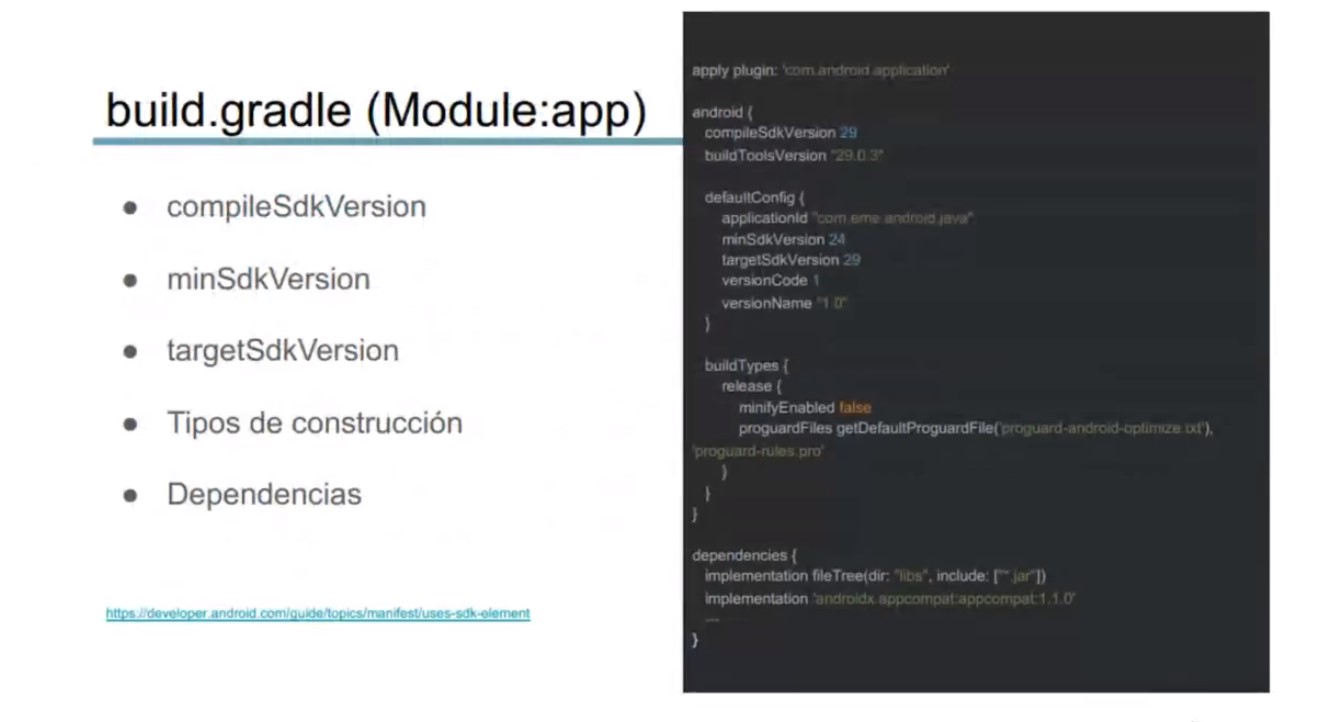 build.gradle (Module:app)
● compileSdkVersion
● minSdkVersion
● targetSdkVersion
● Tipos de construcción
● Dependencias
https://developer.android.com/guide/topics/manifest/uses-sdk-element
apply plugin: 'com.android.application'
android {
compileSdkVersion 29
buildToolsVersion "29.0.3"
defaultConfig {
applicationId "com.eme.android.java"
minSdkVersion 24
targetSdkVersion 29
versionCode 1
versionName "1.0"
}
buildTypes {
release {
minifyEnabled false
proguardFiles getDefaultProguardFile('proguard-android-optimize.txt'),
'proguard-rules.pro'
}
}
}
dependencies {
implementation fileTree(dir: "libs", include: ["*.jar"])
implementation 'androidx.appcompat:appcompat:1.1.0'
...
}